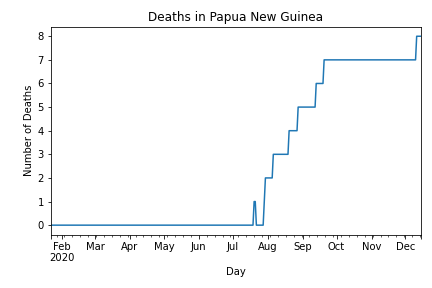 Deaths in Papua New Guinea
8
7
6
5
4
3
2
1
0
Number of Deaths
Feb Mar Apr May Jun Jul Aug Sep Oct Nov Dec
2020
Day